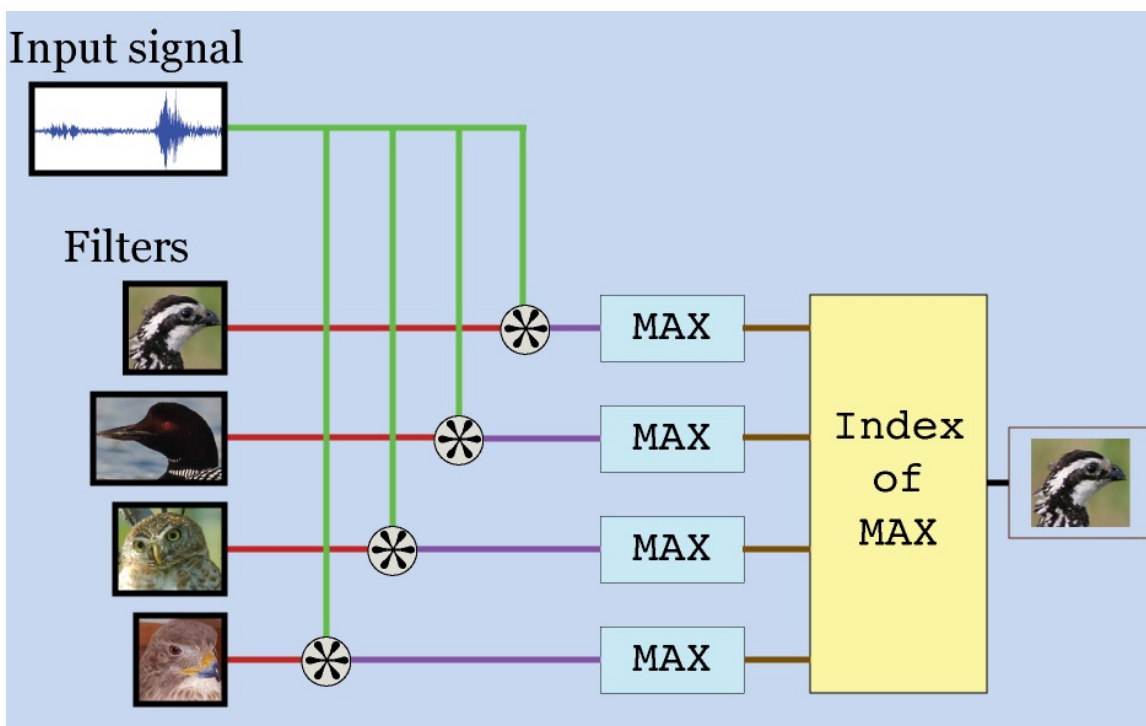 Input signal
Filters
*
MAX
*
MAX
*
MAX
*
MAX
Index
of
MAX